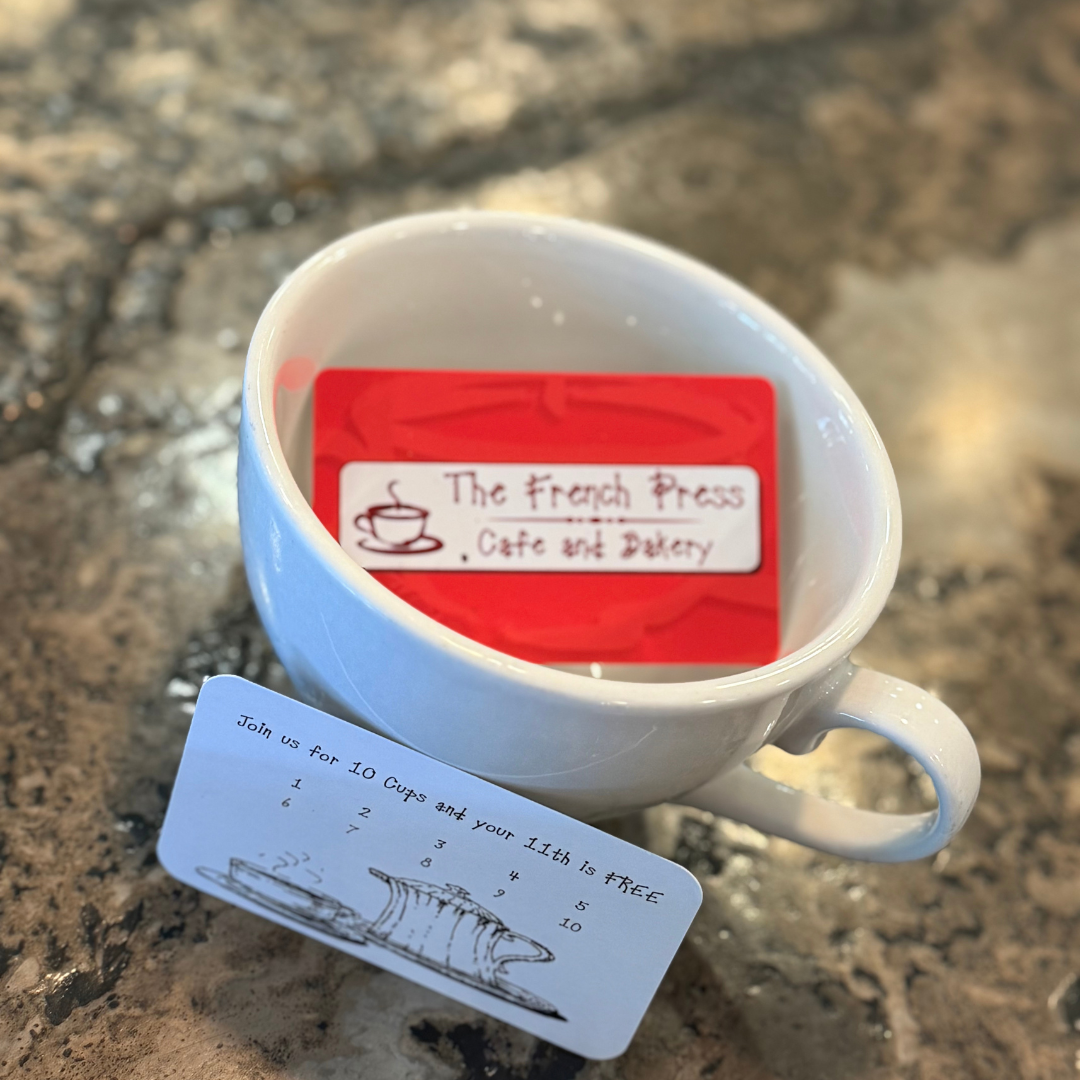 The French Press
Cafe and Bakery
Join us for 10 Cups and your 11th is FREE
1 2 3 4 5
6 7 8 9 10